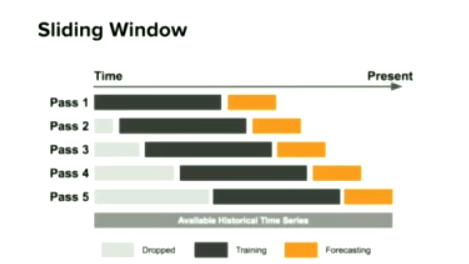 Sliding Window
Time Present
Pass 1
Pass 2
Pass 3
Pass 4
Pass 5
Available Historical Time Series
Dropped Training Forecasting